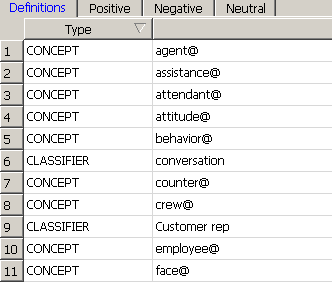 Definitions Positive Negative Neutral
Type
1 CONCEPT agent@
2 CONCEPT assistance@
3 CONCEPT attendant@
4 CONCEPT attitude@
5 CONCEPT behavior@
6 CLASSIFIER conversation
7 CONCEPT counter@
8 CONCEPT crew@
9 CLASSIFIER Customer rep
10 CONCEPT employee@
11 CONCEPT face@